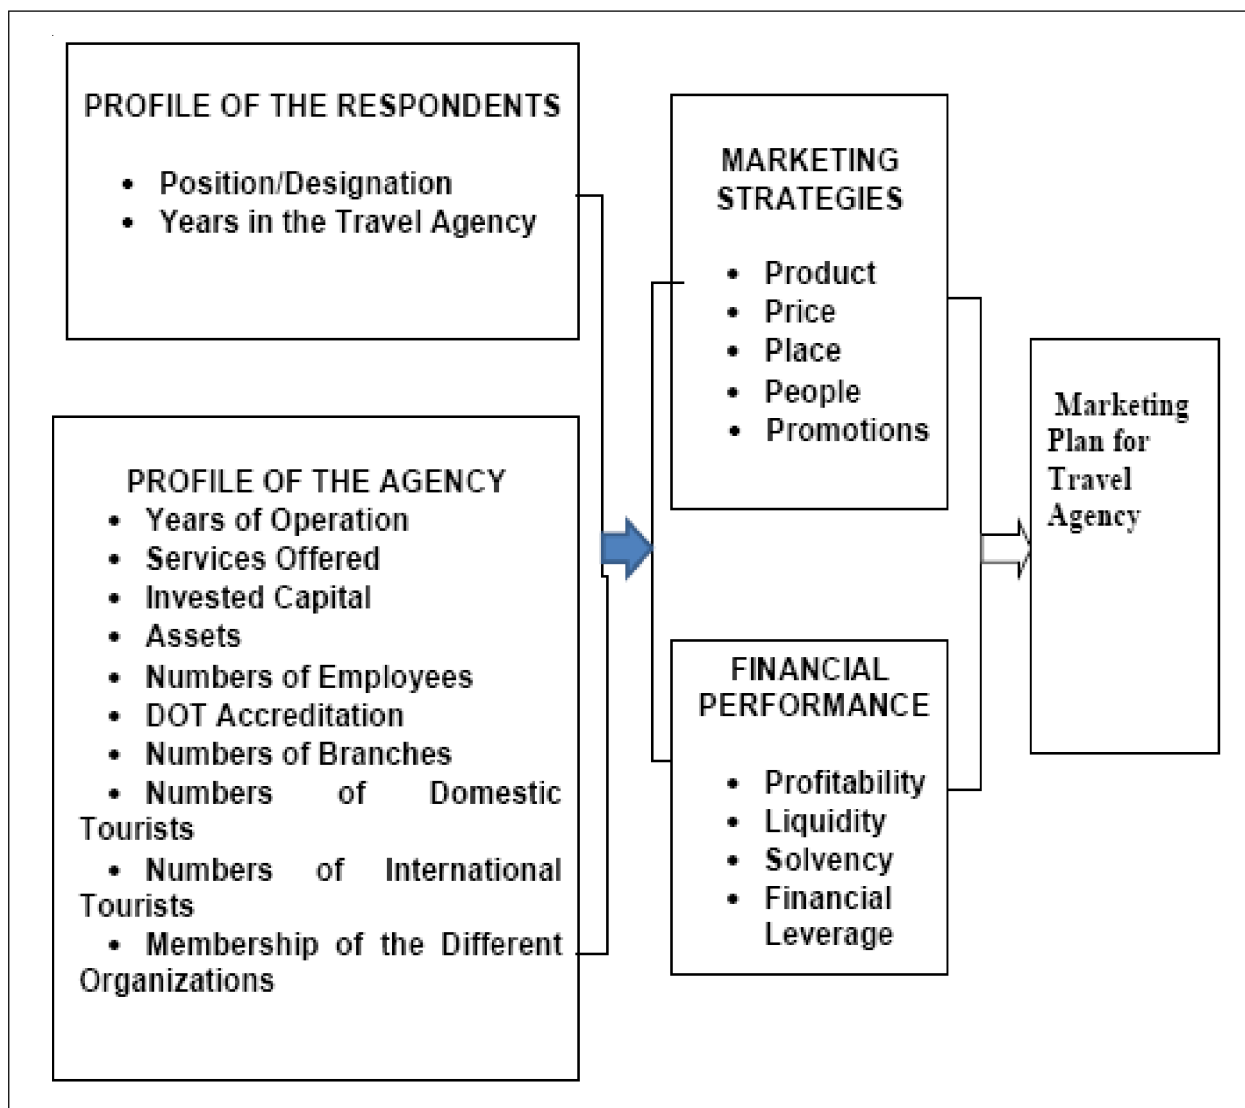 PROFILE OF THE RESPONDENTS
• Position/Designation
• Years in the Travel Agency
PROFILE OF THE AGENCY
• Years of Operation
• Services Offered
• Invested Capital
• Assets
• Numbers of Employees
• DOT Accreditation
• Numbers of Branches
• Numbers of Domestic
Tourists
• Numbers of International
Tourists
• Membership of the Different
Organizations
MARKETING
STRATEGIES
• Product
• Price
• Place
• People
• Promotions
FINANCIAL
PERFORMANCE
• Profitability
• Liquidity
• Solvency
• Financial
Leverage
Marketing
Plan for
Travel
Agency